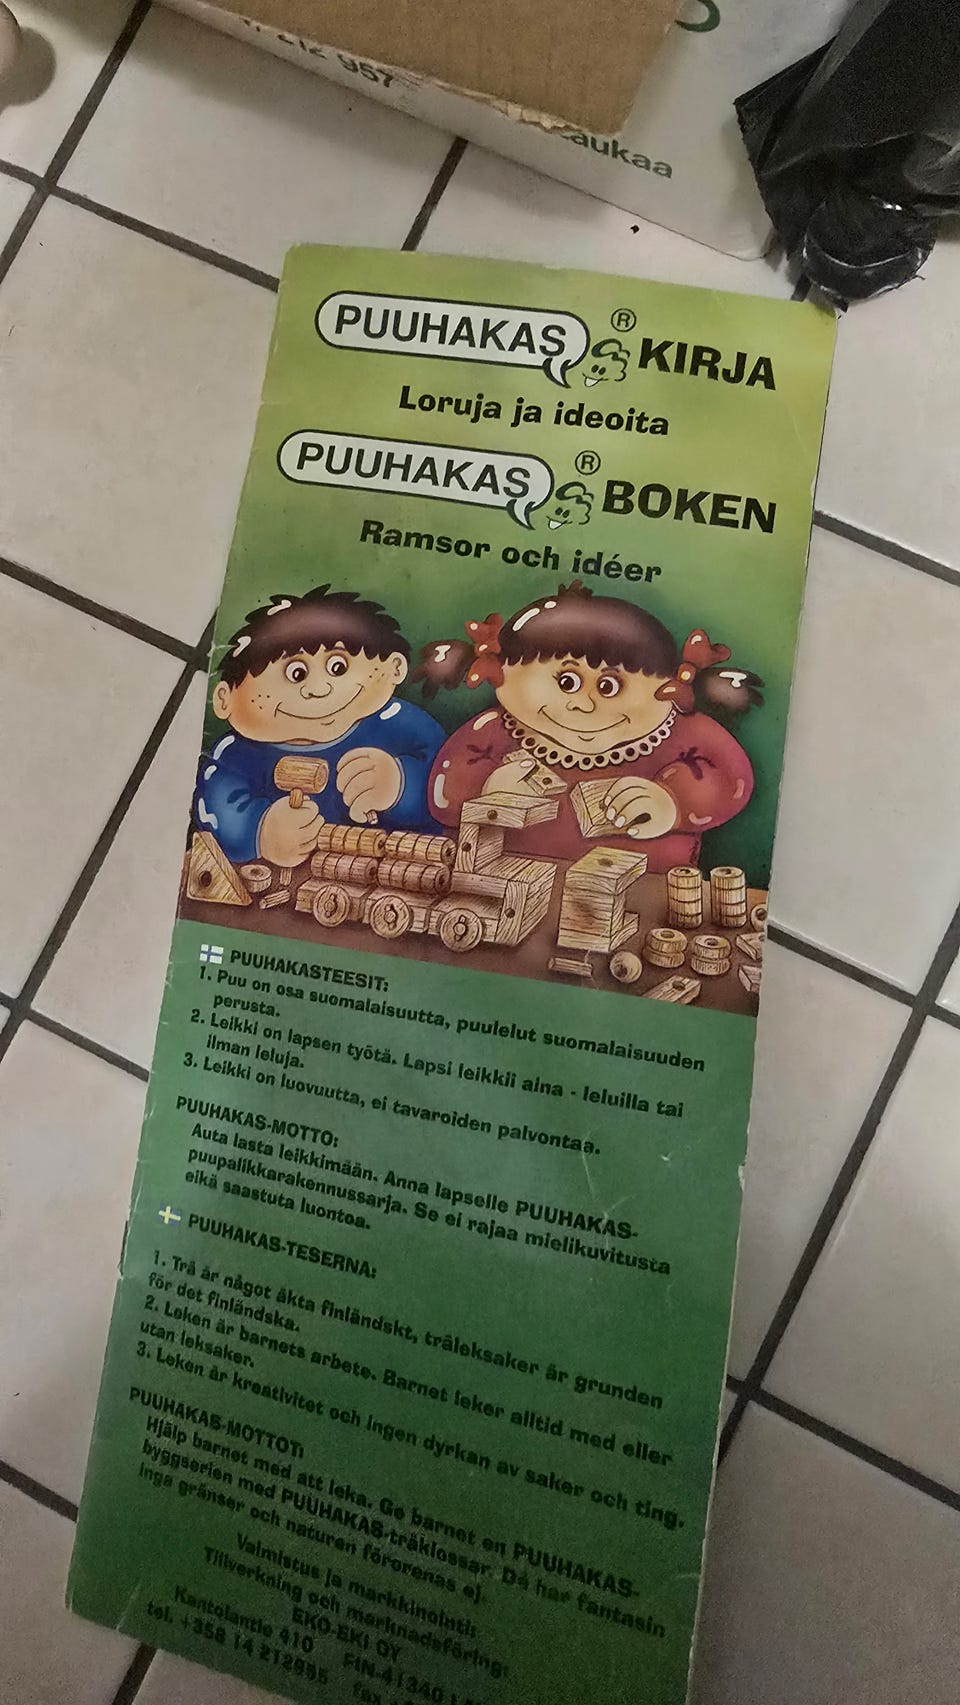 212 957
aukaa
PUUHAKAS ® KIRJA
Loruja ja ideoita
PUUHAKAS ® BOKEN
Ramsor och idéer
PUUHAKASTEESIT:
1. Puu on osa suomalaisuutta, puulelut suomalaisuuden
perusta.
2. Leikki on lapsen työtä. Lapsi leikkii aina - leluilla tai
ilman leluja.
3. Leikki on luovuutta, ei tavaroiden palvontaa.
PUUHAKAS-MOTTO:
Auta lasta leikkimään. Anna lapselle PUUHAKAS-
puupalikkarakennussarja. Se ei rajaa mielikuvitusta
eikä saastuta luontoa.
PUUHAKAS-TESERNA:
1. Trä är något äkta finländskt, träleksaker är grunden
för det finländska.
2. Leken är barnets arbete. Barnet leker alltid med eller
utan leksaker.
3. Leken är kreativitet och ingen dyrkan av saker och ting.
PUUHAKAS-MOTTOT:
Hjälp barnet med att leka. Ge barnet en PUUHAKAS-
byggserien med PUUHAKAS-träklossar. Då har fantasin
inga gränser och naturen förorenas ej.
Valmistus ja markkinointi:
Tillverkning och marknadsföring:
EKO-EKI OY
Kantolantie 410 FIN-41340
tel. +358 14 212955 fax